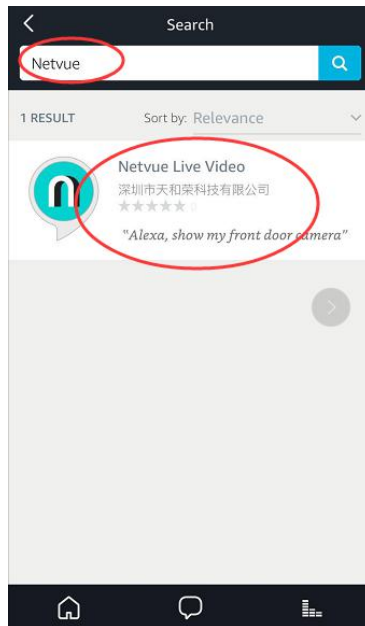 Search
Netvue
1 RESULT Sort by: Relevance
Netvue Live Video
深圳市天和荣科技有限公司
0
"Alexa, show my front door camera"